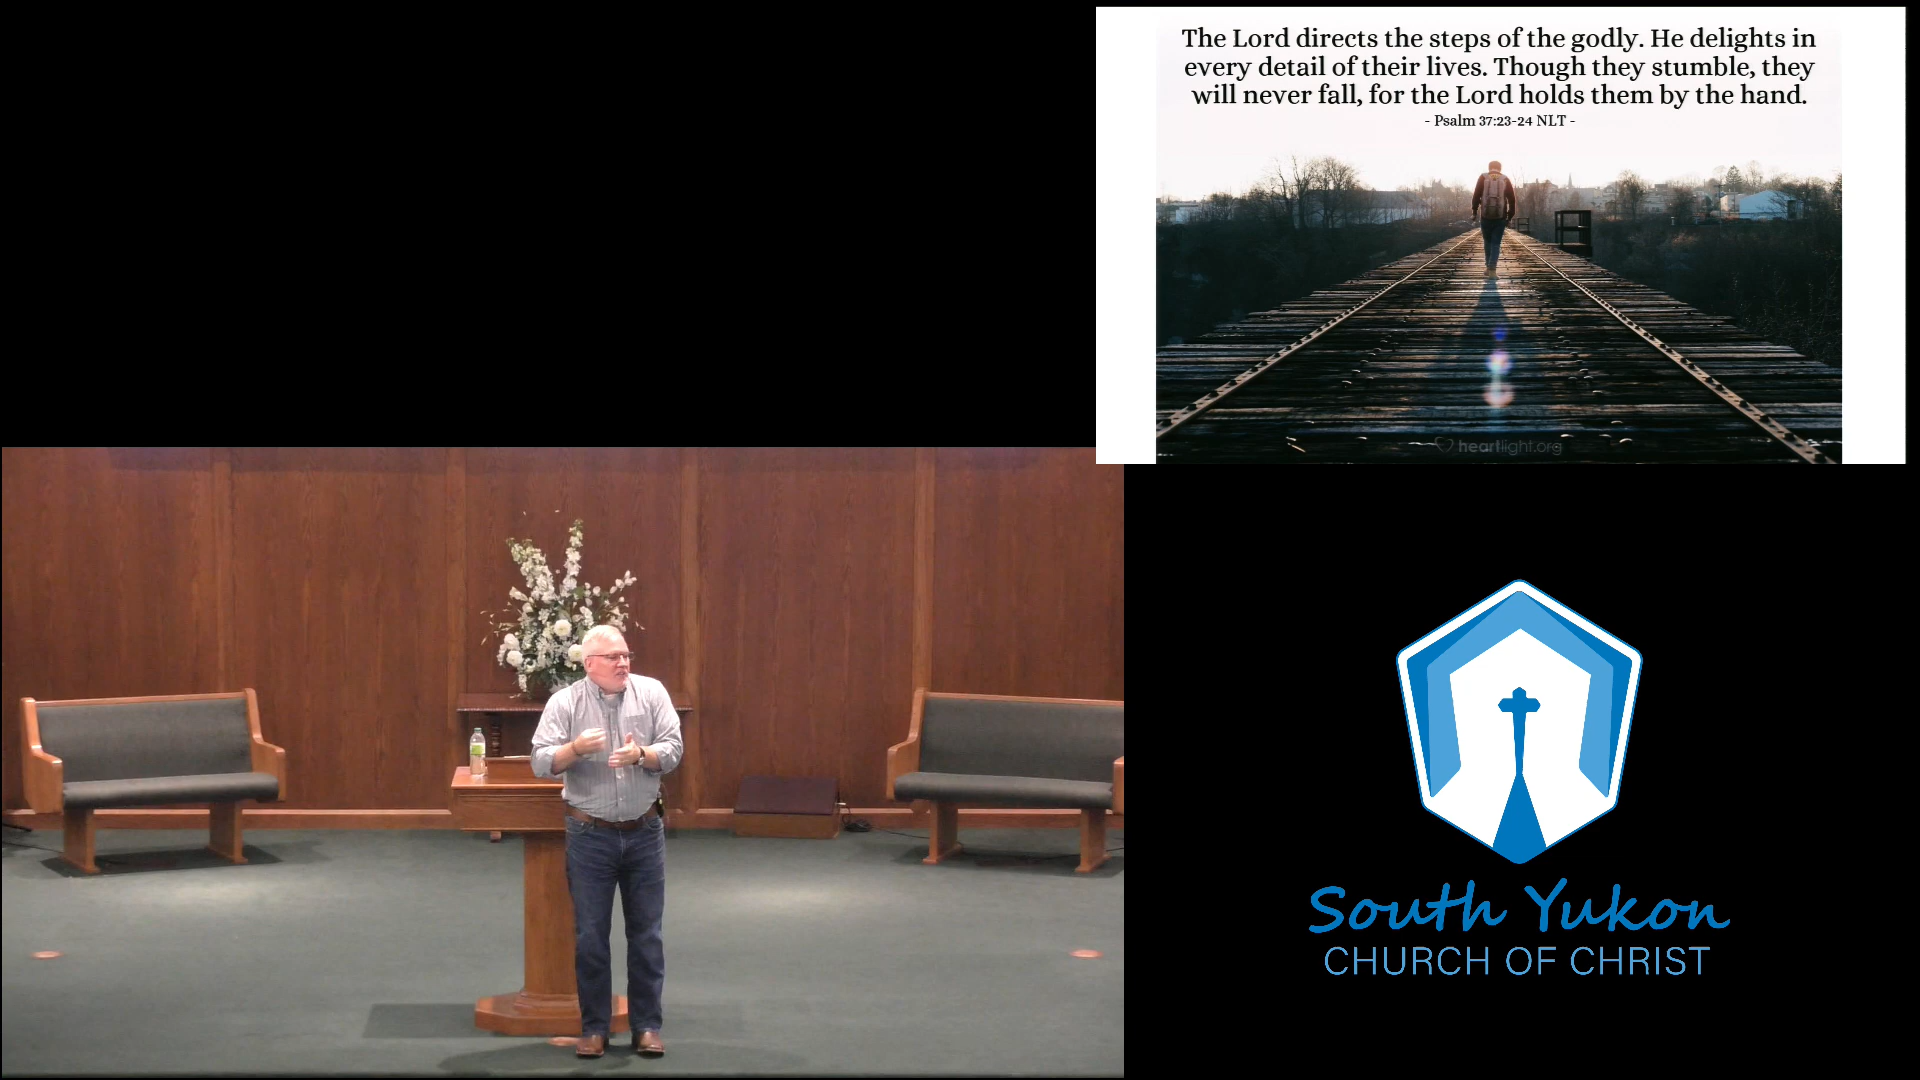 The Lord directs the steps of the godly. He delights in
every detail of their lives. Though they stumble, they
will never fall, for the Lord holds them by the hand.
- Psalm 37:23-24 NLT -
heartlight.org
South Yukon
CHURCH OF CHRIST